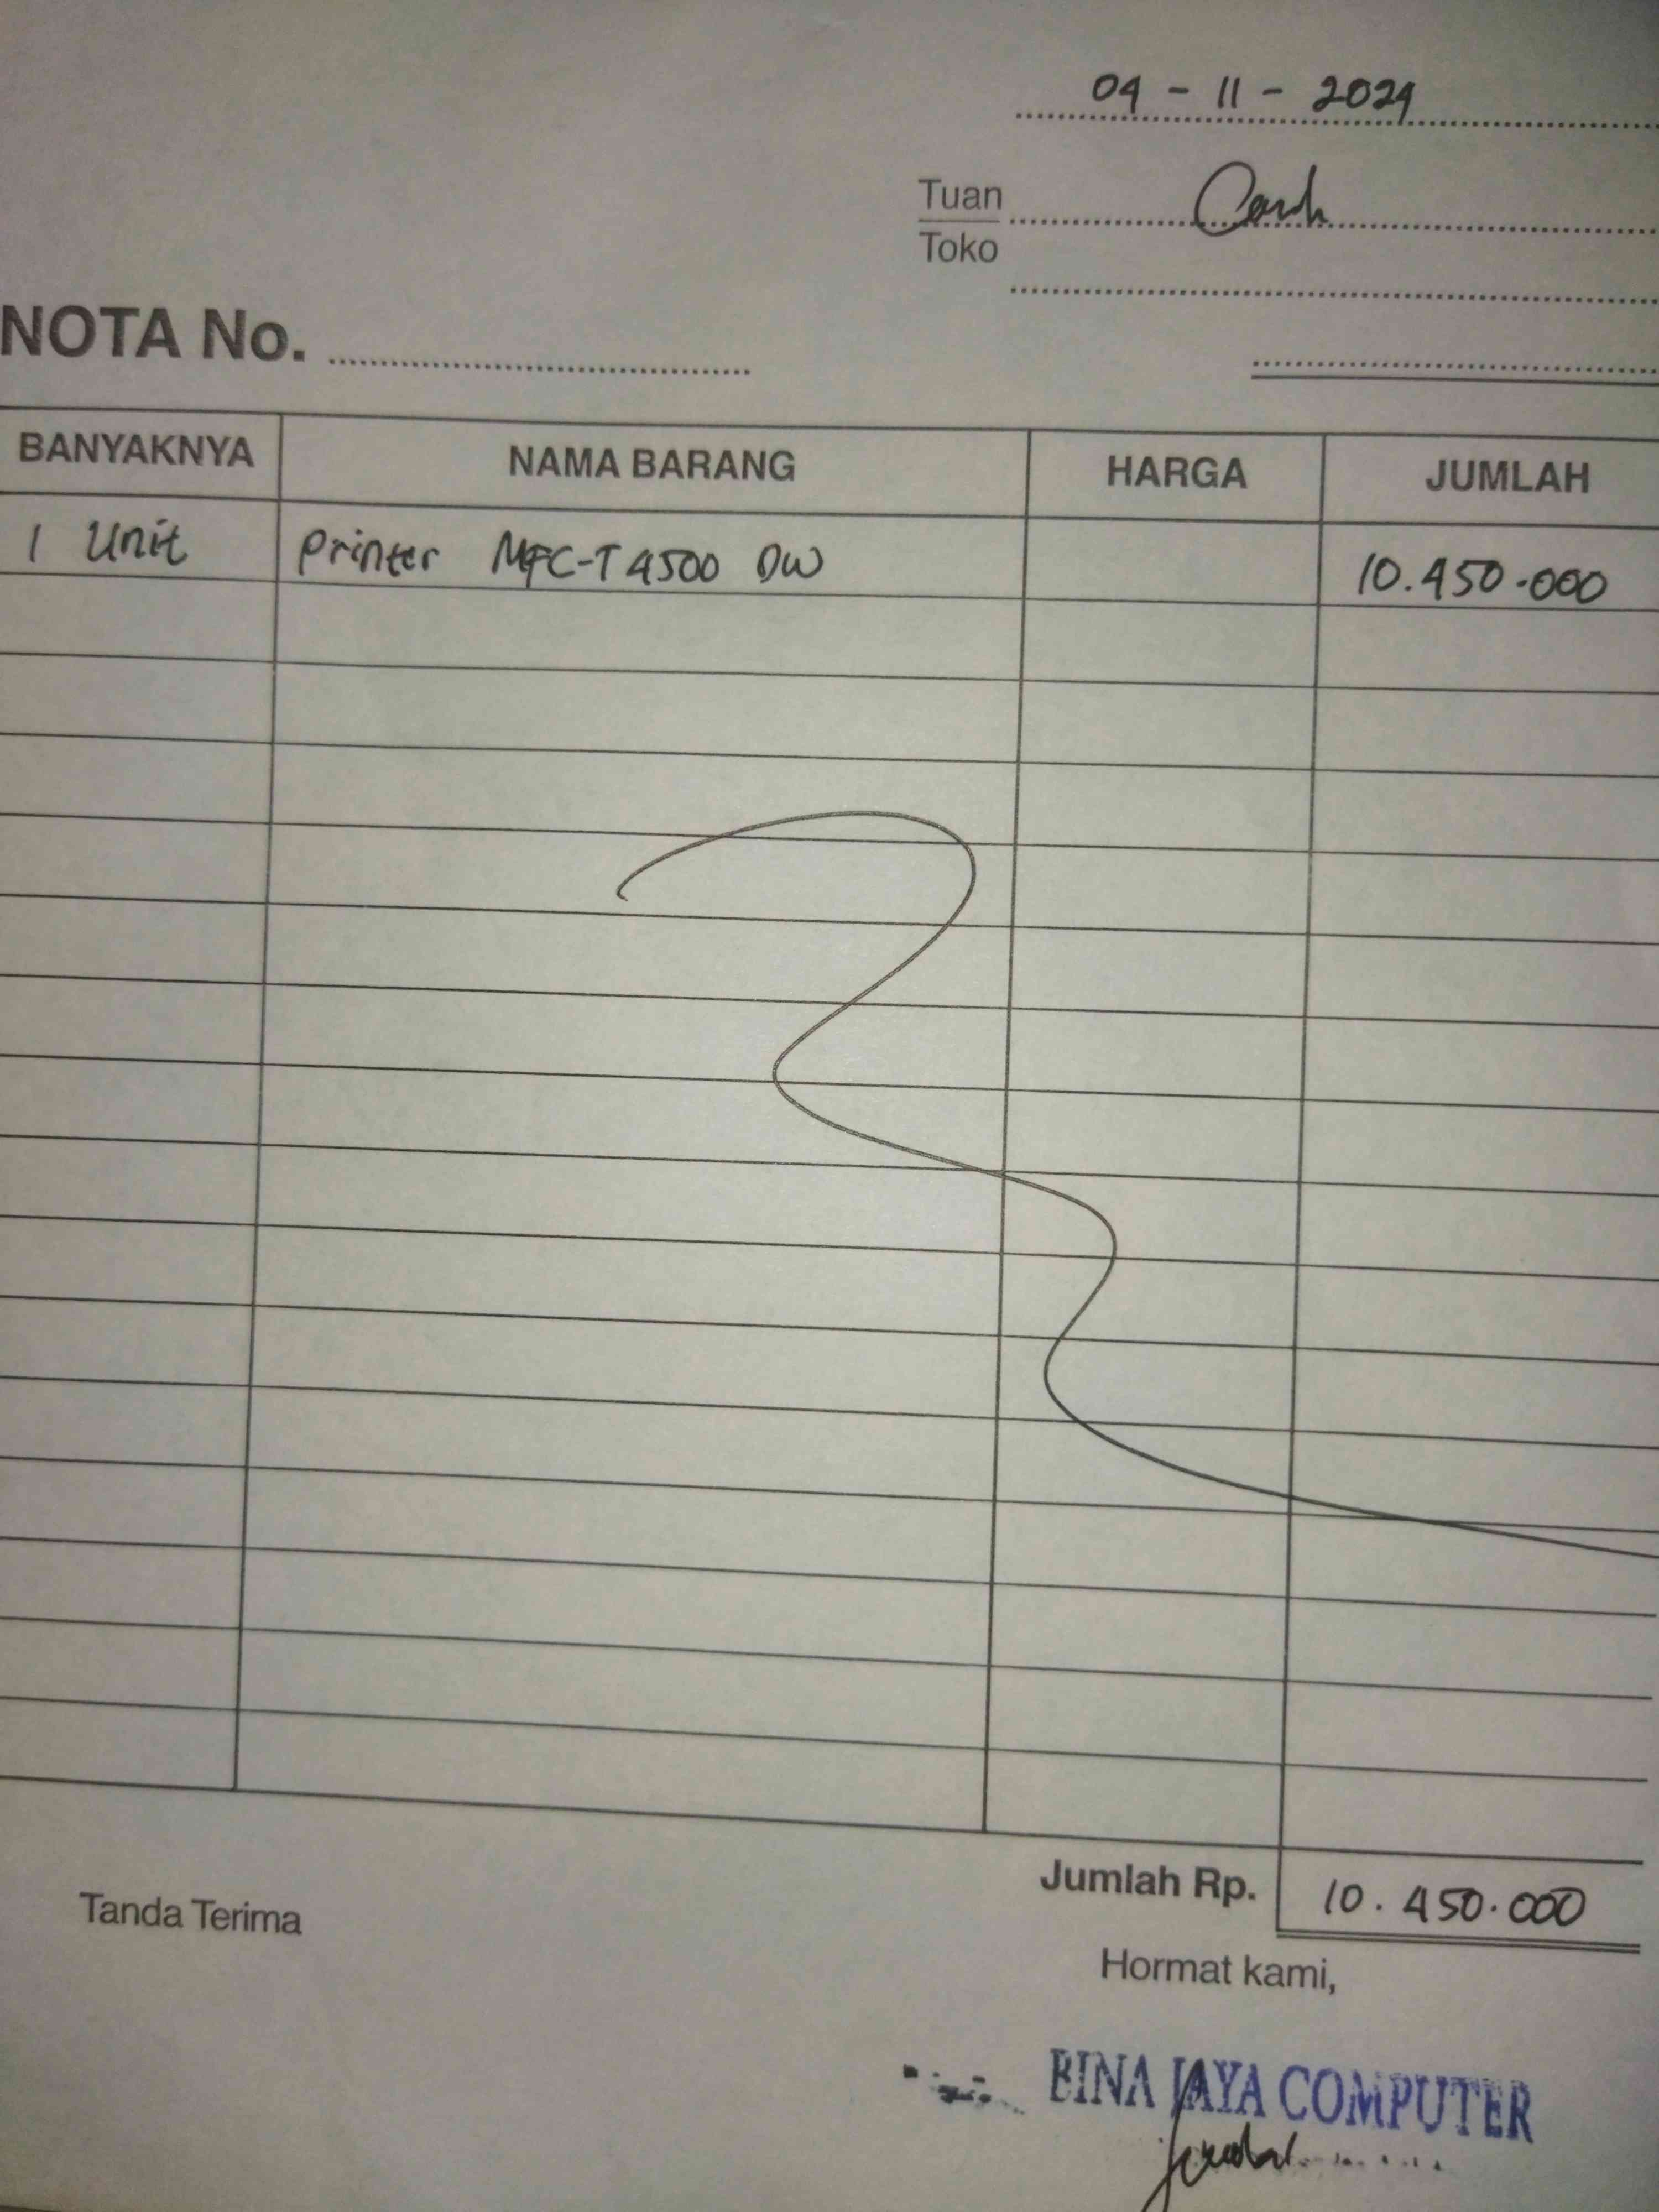 04 - 11 - 2024
Tuan Cash
Toko
NOTA No.
BANYAKNYA NAMA BARANG HARGA JUMLAH
1 Unit Printer MFC-T4500 DW 10.450.000
Jumlah Rp. 10.450.000
Tanda Terima
Hormat kami,
BINA JAYA COMPUTER